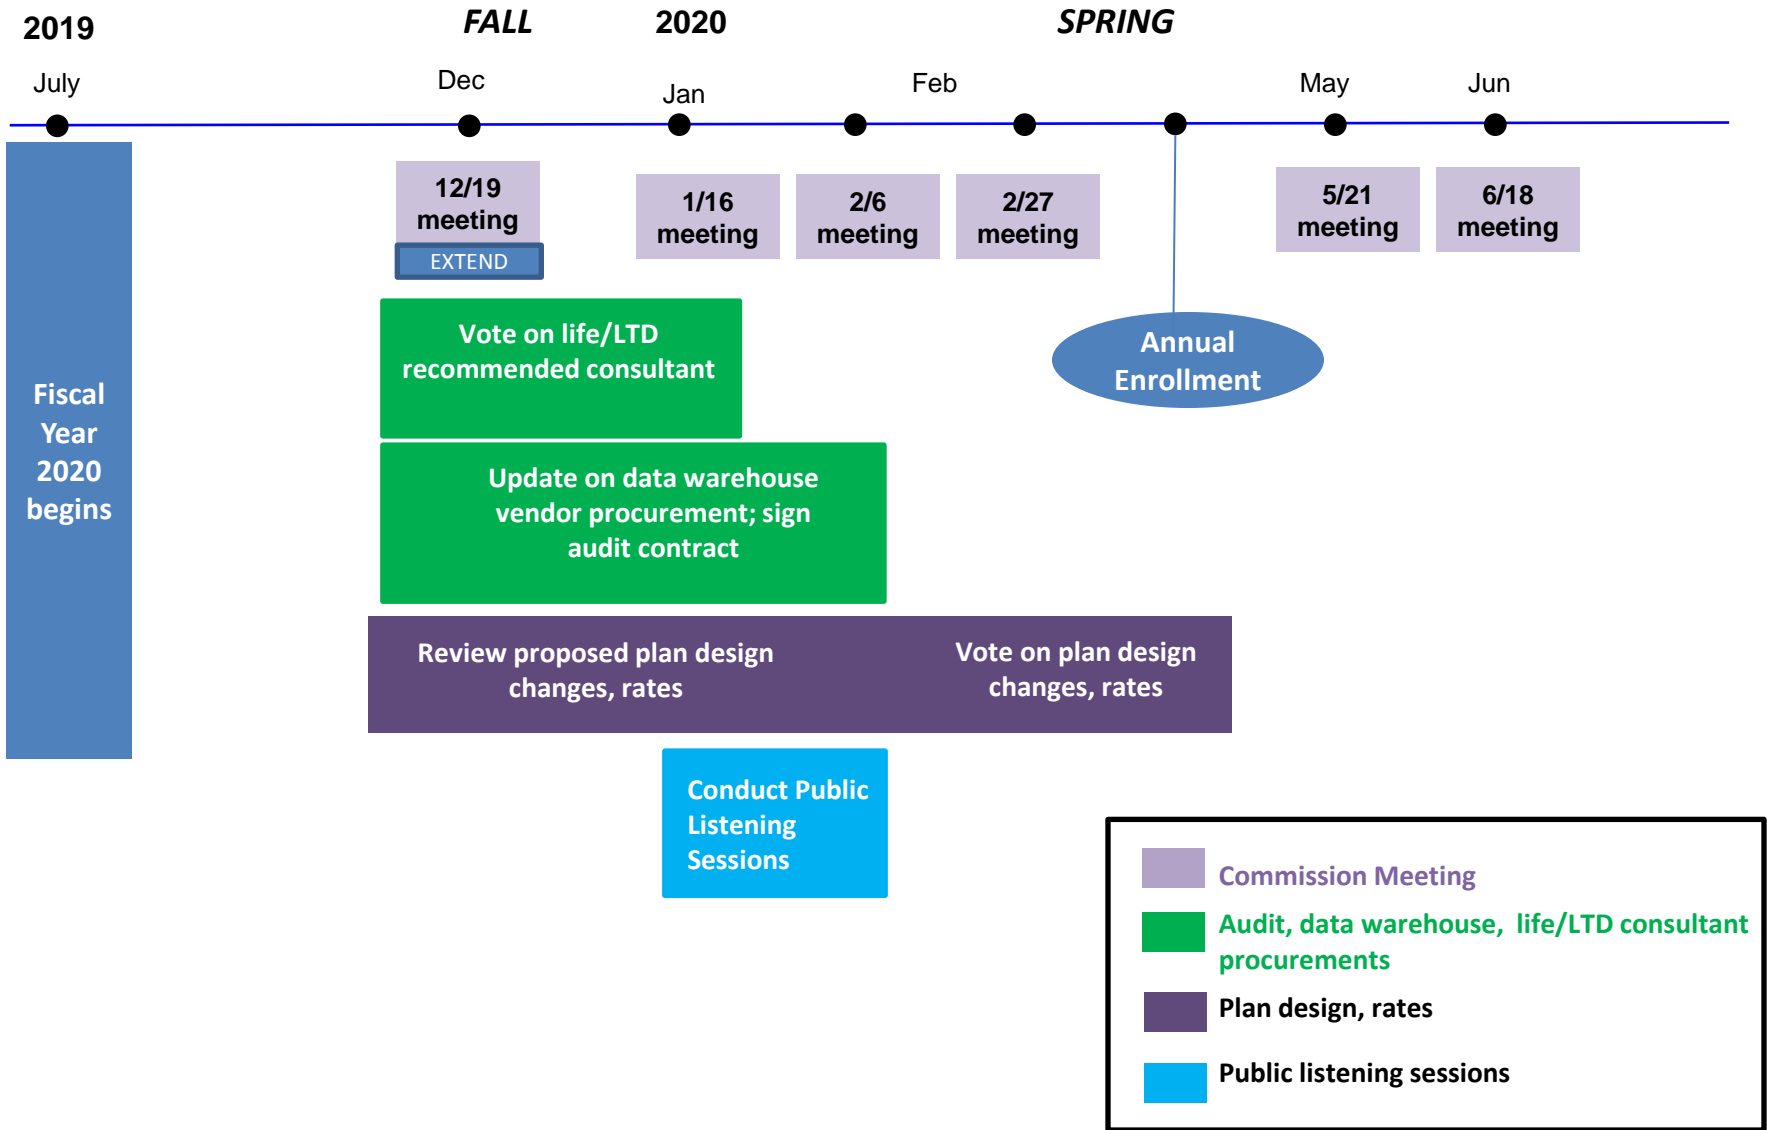 2019
FALL
2020
SPRING
July
Dec
Jan
Feb
May
Jun
12/19
meeting
EXTEND
1/16
meeting
2/6
meeting
2/27
meeting
5/21
meeting
6/18
meeting
Fiscal
Year
2020
begins
Vote on life/LTD
recommended consultant
Annual
Enrollment
Update on data warehouse
vendor procurement; sign
audit contract
Review proposed plan design
changes, rates
Vote on plan design
changes, rates
Conduct Public
Listening
Sessions
Commission Meeting
Audit, data warehouse, life/LTD consultant
procurements
Plan design, rates
Public listening sessions